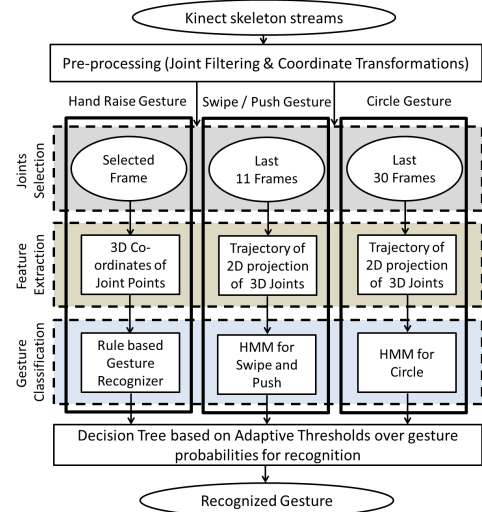 Kinect skeleton streams
Pre-processing (Joint Filtering & Coordinate Transformations)
Hand Raise Gesture
Swipe / Push Gesture
Circle Gesture
Joints
Selection
Selected
Frame
Last
11 Frames
Last
30 Frames
Feature
Extraction
3D Co-
ordinates of
Joint Points
Trajectory of
2D projection
of 3D Joints
Trajectory of
2D projection
of 3D Joints
Gesture
Classification
Rule based
Gesture
Recognizer
HMM for
Swipe and
Push
HMM for
Circle
Decision Tree based on Adaptive Thresholds over gesture
probabilities for recognition
Recognized Gesture